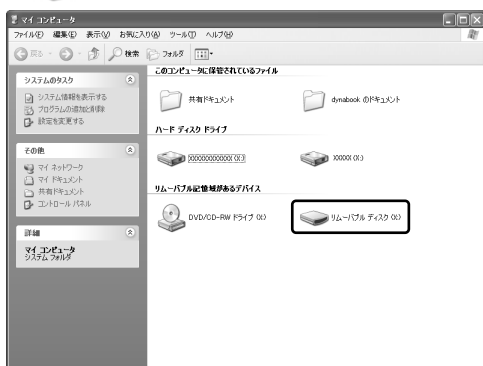 マイ コンピュータ
ファイル(F) 編集(E) 表示(V) お気に入り(A) ツール(T) ヘルプ(H)
戻る 検索 フォルダ
システムのタスク
システム情報を表示する
プログラムの追加と削除
設定を変更する
その他
マイ ネットワーク
マイ ドキュメント
共有ドキュメント
コントロール パネル
詳細
マイ コンピュータ
システム フォルダ
このコンピュータに保管されているファイル
共有ドキュメント
dynabook のドキュメント
ハード ディスク ドライブ
XXXXXXXXXXXX (X:)
XXXXXX (X:)
リムーバブル記憶域があるデバイス
DVD/CD-RW ドライブ (X:)
リムーバブル ディスク (X:)